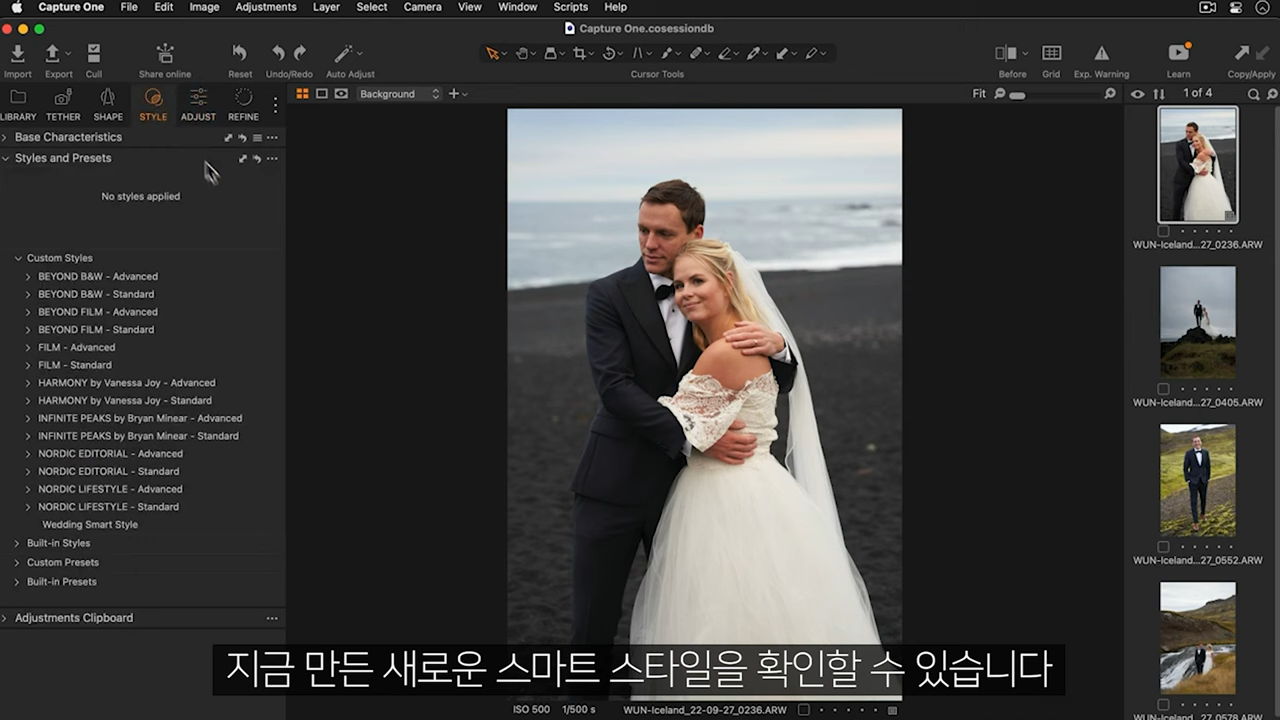 Capture One File Edit Image Adjustments Layer Select Camera View Window Scripts Help
Capture One.cosessiondb
Import Export Cull Share online Reset Undo/Redo Auto Adjust Cursor Tools Before Grid Exp. Warning Learn Copy/Apply
LIBRARY TETHER SHAPE STYLE ADJUST REFINE
Background
Fit
1 of 4
Base Characteristics
Styles and Presets
No styles applied
Custom Styles
BEYOND B&W - Advanced
BEYOND B&W - Standard
BEYOND FILM - Advanced
BEYOND FILM - Standard
FILM - Advanced
FILM - Standard
HARMONY by Vanessa Joy - Advanced
HARMONY by Vanessa Joy - Standard
INFINITE PEAKS by Bryan Minear - Advanced
INFINITE PEAKS by Bryan Minear - Standard
NORDIC EDITORIAL - Advanced
NORDIC EDITORIAL - Standard
NORDIC LIFESTYLE - Advanced
NORDIC LIFESTYLE - Standard
Wedding Smart Style
Built-in Styles
Custom Presets
Built-in Presets
Adjustments Clipboard
WUN-Iceland...27_0236.ARW
WUN-Iceland...27_0405.ARW
WUN-Iceland...27_0552.ARW
WUN-Iceland...27_0578.ARW
지금 만든 새로운 스마트 스타일을 확인할 수 있습니다
ISO 500 1/500 s WUN-Iceland_22-09-27_0236.ARW